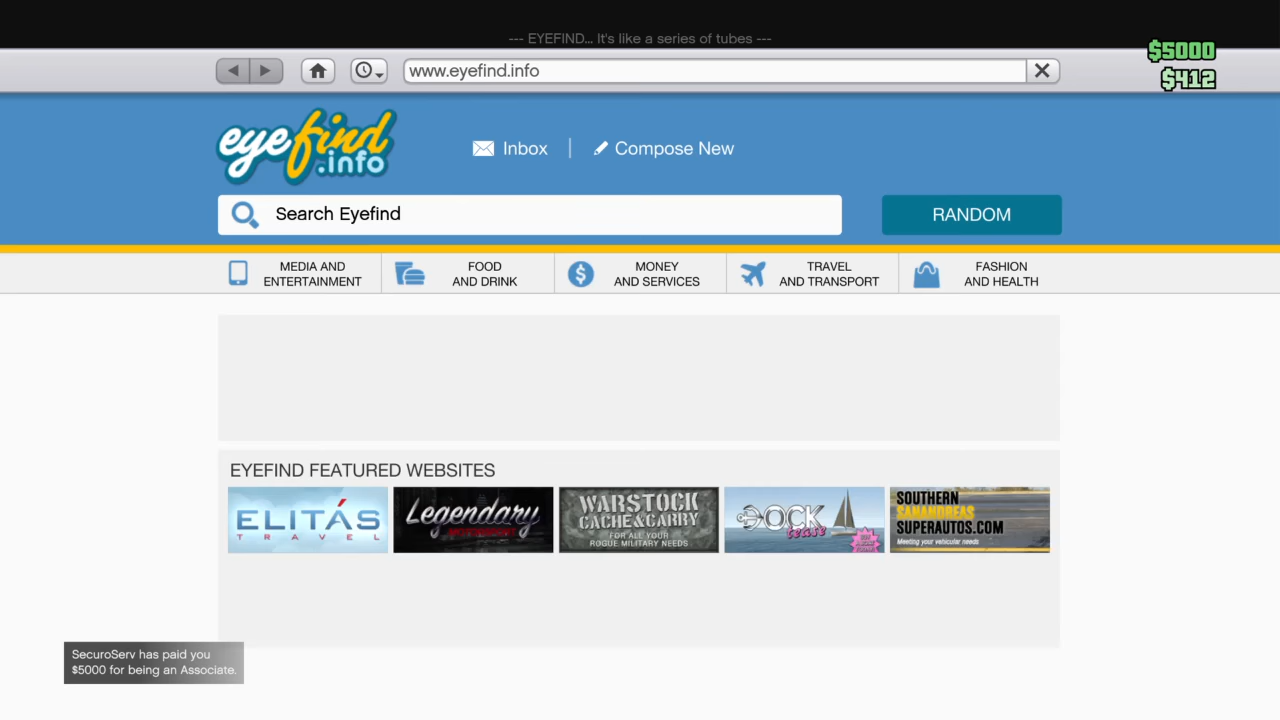 --- EYEFIND... It's like a series of tubes ---
$5000
$412
www.eyefind.info
eyefind
.info
Inbox
Compose New
Search Eyefind
RANDOM
MEDIA AND
ENTERTAINMENT
FOOD
AND DRINK
MONEY
AND SERVICES
TRAVEL
AND TRANSPORT
FASHION
AND HEALTH
EYEFIND FEATURED WEBSITES
ELITÁS
TRAVEL
Legendary
MOTORSPORT
WARSTOCK
CACHE&CARRY
FOR ALL YOUR
ROGUE MILITARY NEEDS
DOCK
tease
SOUTHERN
SANANDREAS
SUPERAUTOS.COM
Meeting your vehicular needs
SecuroServ has paid you
$5000 for being an Associate.